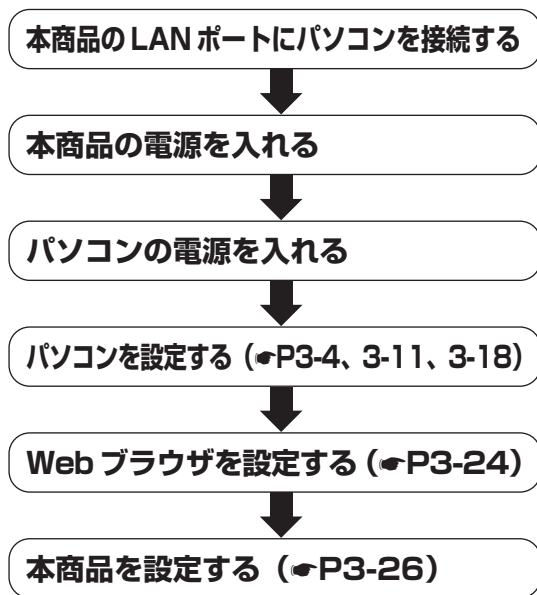 本商品のLANポートにパソコンを接続する
本商品の電源を入れる
パソコンの電源を入れる
パソコンを設定する（☛P3-4、3-11、3-18）
Webブラウザを設定する（☛P3-24）
本商品を設定する（☛P3-26）